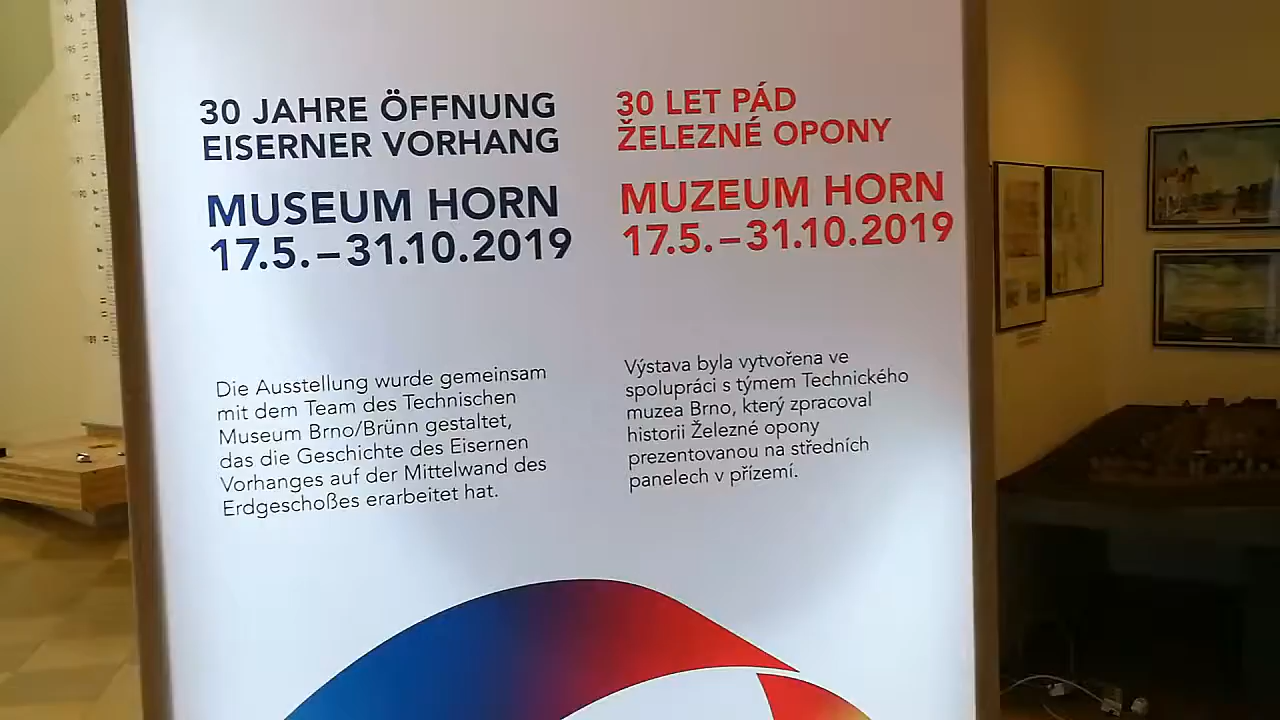 30 JAHRE ÖFFNUNG
EISERNER VORHANG
MUSEUM HORN
17.5.–31.10.2019
Die Ausstellung wurde gemeinsam
mit dem Team des Technischen
Museum Brno/Brünn gestaltet,
das die Geschichte des Eisernen
Vorhanges auf der Mittelwand des
Erdgeschoßes erarbeitet hat.
30 LET PÁD
ŽELEZNÉ OPONY
MUZEUM HORN
17.5.–31.10.2019
Výstava byla vytvořena ve
spolupráci s týmem Technického
muzea Brno, který zpracoval
historii Železné opony
prezentovanou na středních
panelech v přízemí.